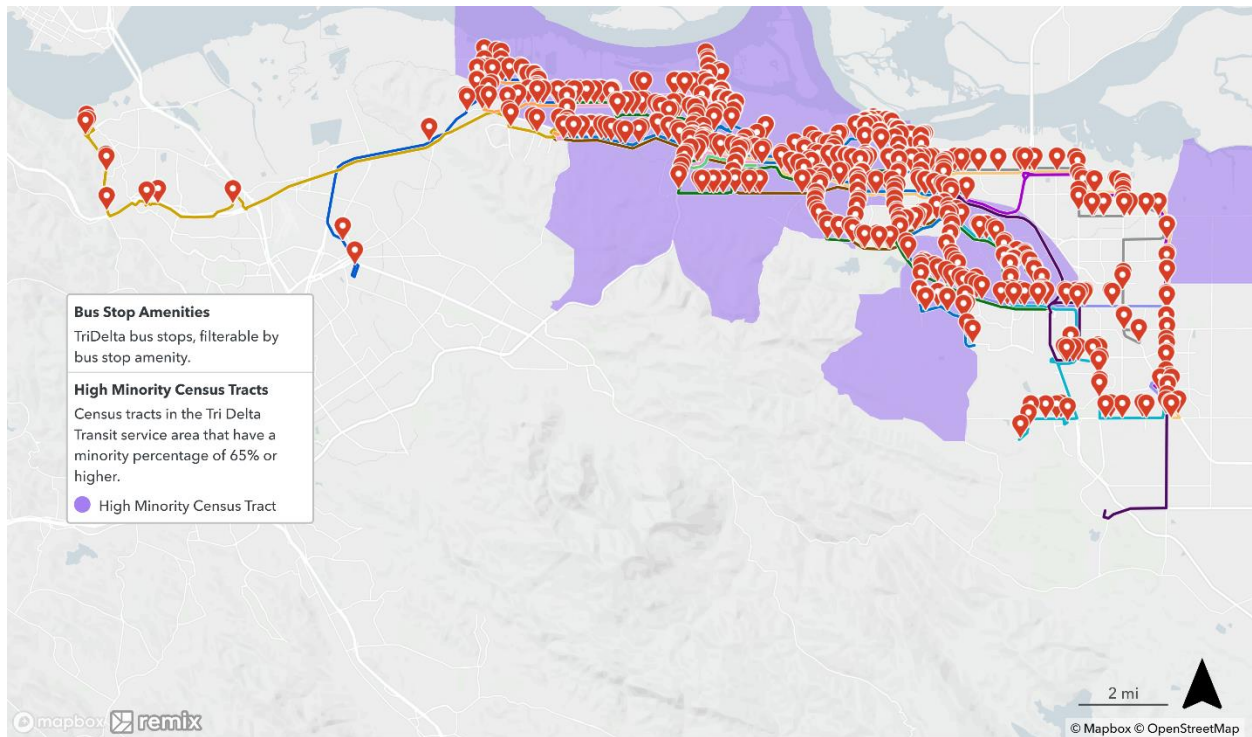 Bus Stop Amenities
TriDelta bus stops, filterable by
bus stop amenity.
High Minority Census Tracts
Census tracts in the Tri Delta
Transit service area that have a
minority percentage of 65% or
higher.
High Minority Census Tract
2 mi
mapbox remix
© Mapbox © OpenStreetMap